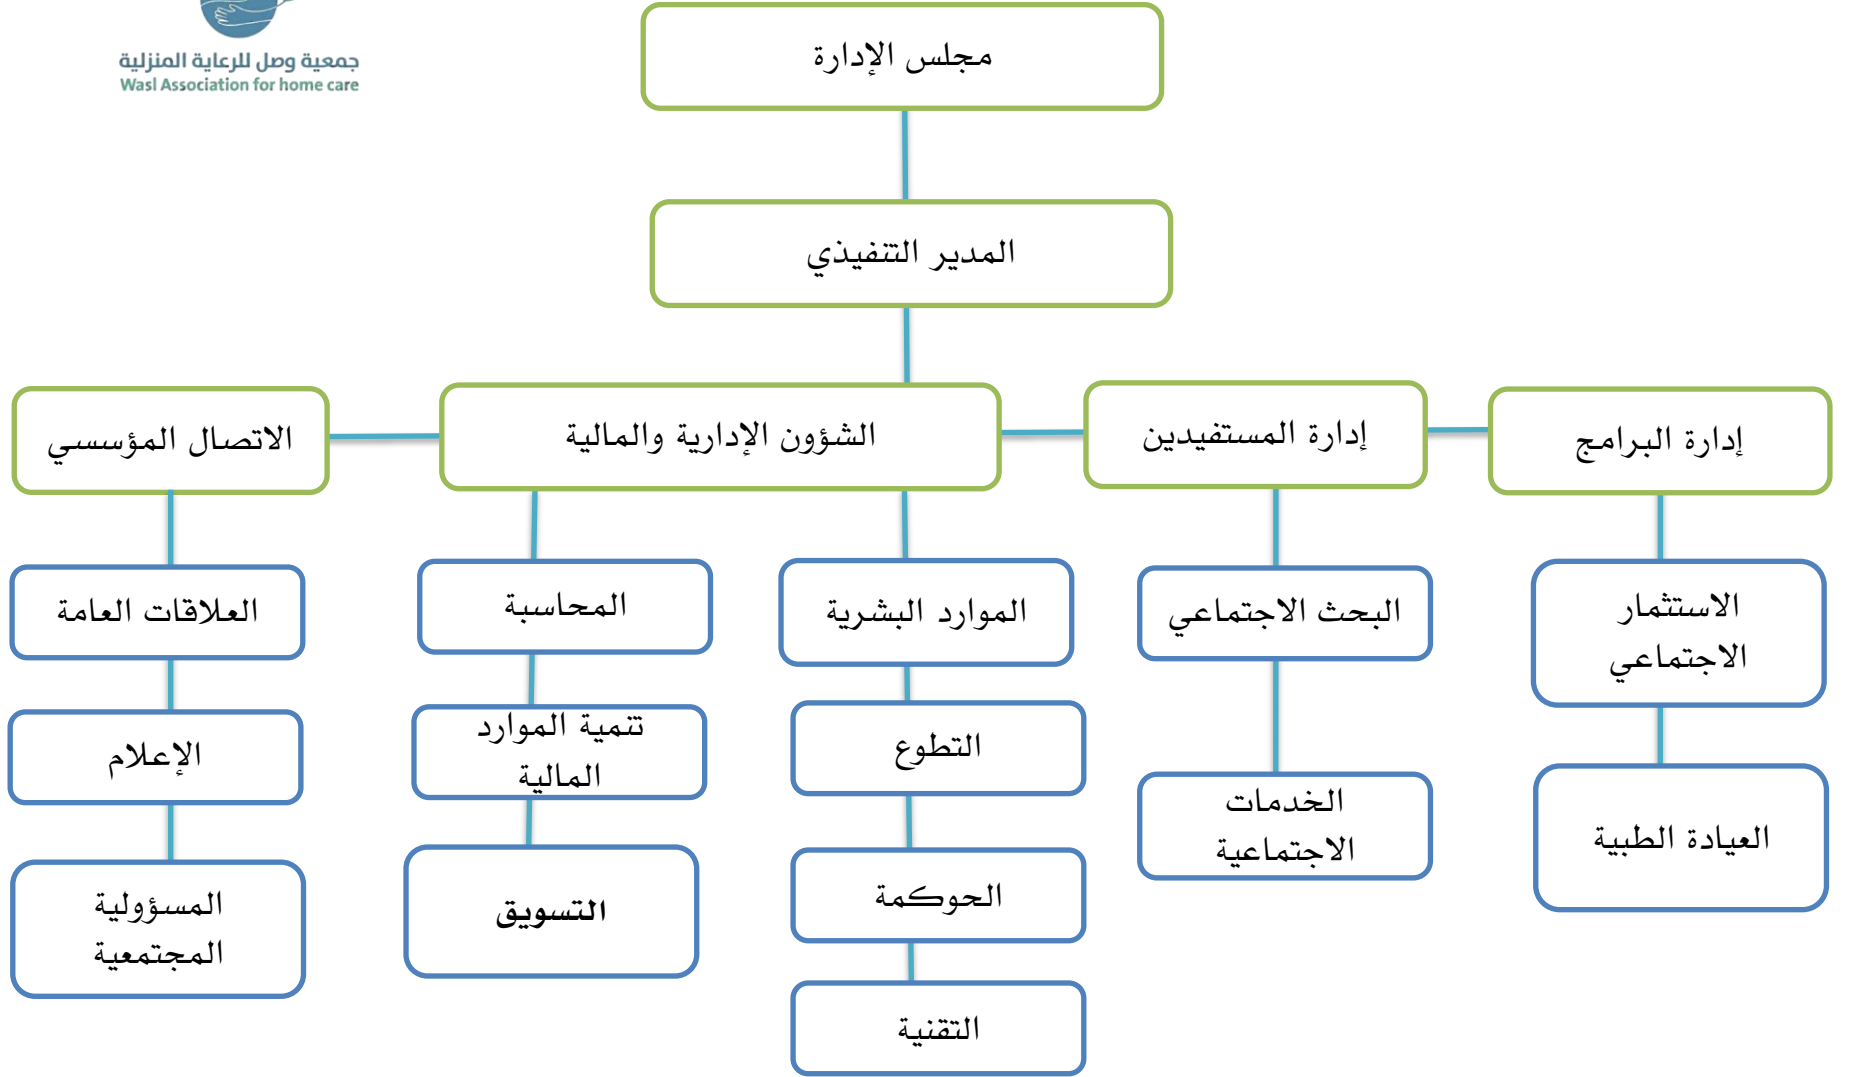 جمعية وصل للرعاية المنزلية
Wasl Association for home care
مجلس الإدارة
المدير التنفيذي
إدارة البرامج
إدارة المستفيدين
الشؤون الإدارية والمالية
الاتصال المؤسسي
الاستثمار
الاجتماعي
العيادة الطبية
البحث الاجتماعي
الخدمات
الاجتماعية
الموارد البشرية
التطوع
الحوكمة
التقنية
المحاسبة
تنمية الموارد
المالية
التسويق
العلاقات العامة
الإعلام
المسؤولية
المجتمعية